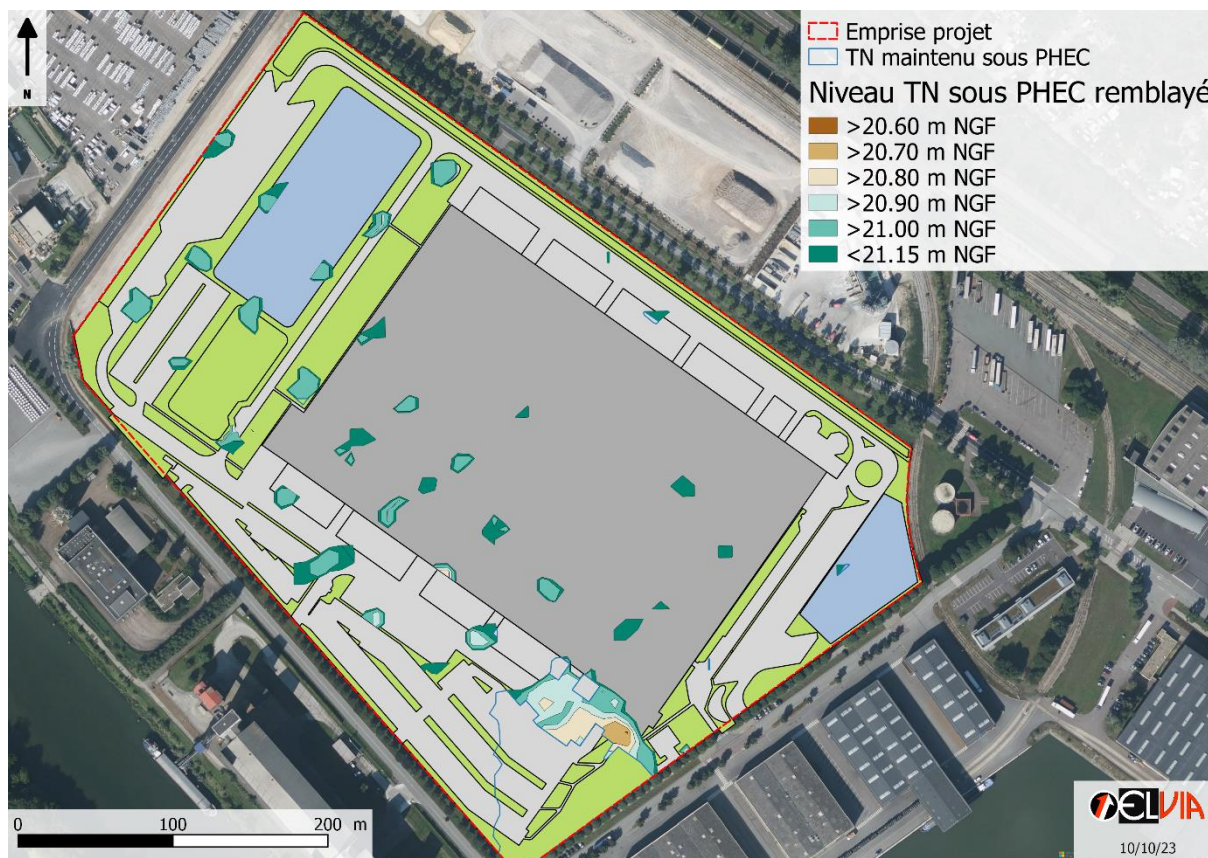 N
Emprise projet
TN maintenu sous PHEC
Niveau TN sous PHEC remblayé
>20.60 m NGF
>20.70 m NGF
>20.80 m NGF
>20.90 m NGF
>21.00 m NGF
<21.15 m NGF
0 100 200 m
ELVIA
10/10/23